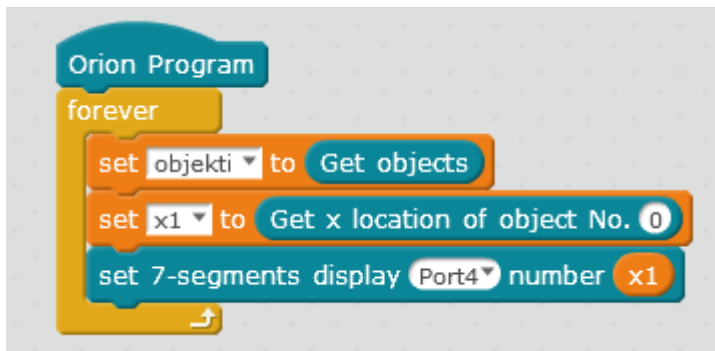 Orion Program
forever
set objekti to Get objects
set x1 to Get x location of object No. 0
set 7-segments display Port4 number x1